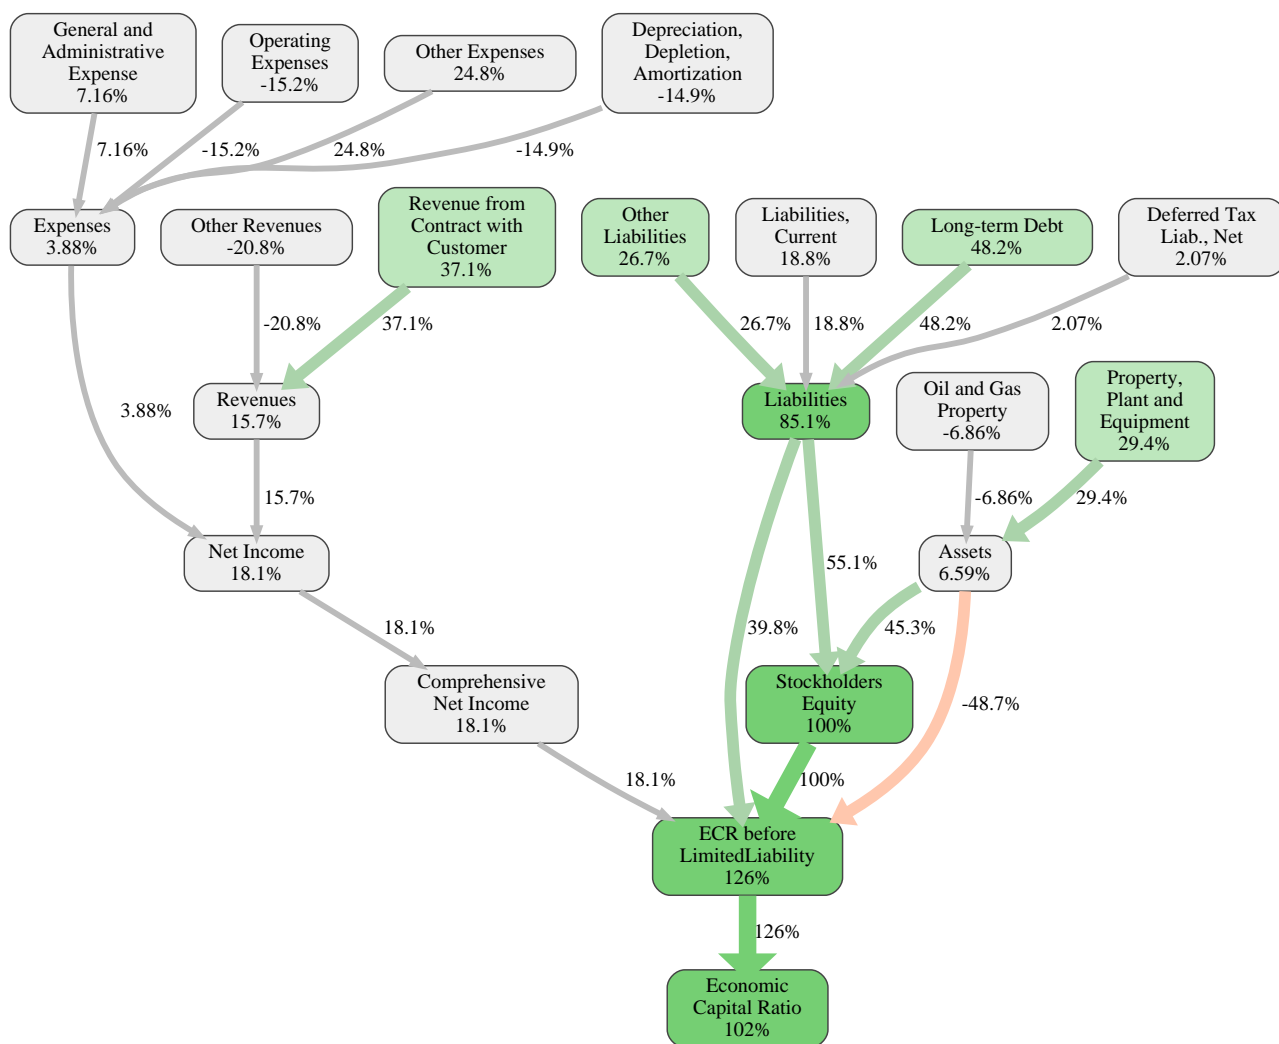 General and
Administrative
Expense
7.16%
Operating
Expenses
-15.2%
Other Expenses
24.8%
Depreciation,
Depletion,
Amortization
-14.9%
7.16%
-15.2%
24.8%
-14.9%
Expenses
3.88%
Other Revenues
-20.8%
Revenue from
Contract with
Customer
37.1%
Other
Liabilities
26.7%
Liabilities,
Current
18.8%
Long-term Debt
48.2%
Deferred Tax
Liab., Net
2.07%
-20.8%
37.1%
26.7%
18.8%
48.2%
2.07%
3.88%
Revenues
15.7%
Liabilities
85.1%
Oil and Gas
Property
-6.86%
Property,
Plant and
Equipment
29.4%
15.7%
-6.86%
29.4%
Net Income
18.1%
55.1%
Assets
6.59%
18.1%
39.8%
45.3%
-48.7%
Comprehensive
Net Income
18.1%
Stockholders
Equity
100%
18.1%
100%
ECR before
LimitedLiability
126%
126%
Economic
Capital Ratio
102%